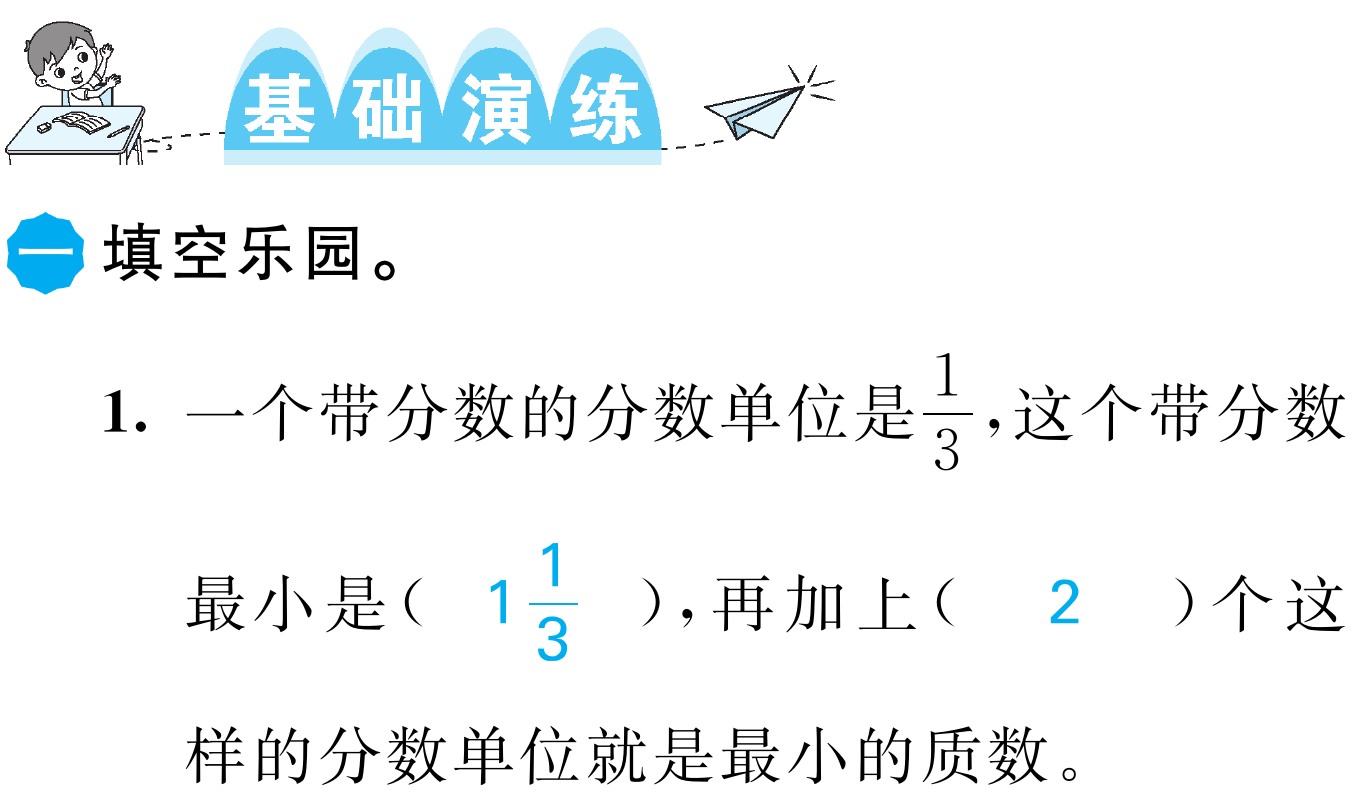 基础演练
一 填空乐园。
1. 一个带分数的分数单位是1/3,这个带分数
最小是( 1 1/3 ),再加上( 2 )个这
样的分数单位就是最小的质数。